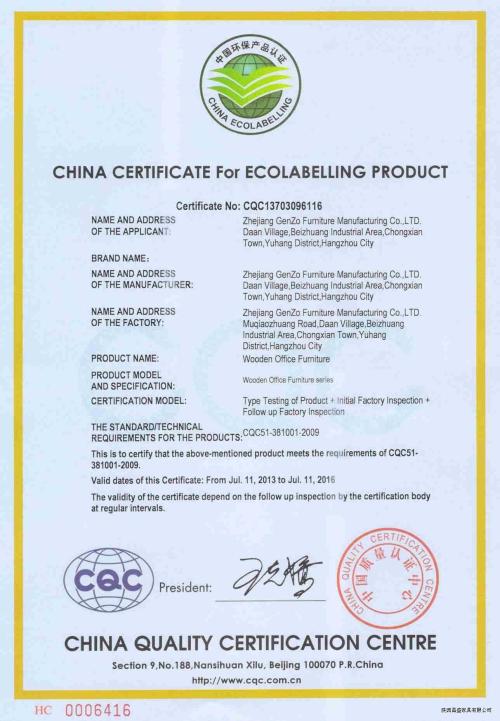 中国环保产品认证
CHINA ECOLABELLING
CHINA CERTIFICATE For ECOLABELLING PRODUCT
Certificate No: CQC13703096116
NAME AND ADDRESS OF THE APPLICANT:
Zhejiang GenZo Furniture Manufacturing Co.,LTD.
Daan Village,Beizhuang Industrial Area,Chongxian
Town,Yuhang District,Hangzhou City
BRAND NAME:
NAME AND ADDRESS OF THE MANUFACTURER:
Zhejiang GenZo Furniture Manufacturing Co.,LTD.
Daan Village,Beizhuang Industrial Area,Chongxian
Town,Yuhang District,Hangzhou City
NAME AND ADDRESS OF THE FACTORY:
Zhejiang GenZo Furniture Manufacturing Co.,LTD.
Muqiaozhuang Road,Daan Village,Beizhuang
Industrial Area,Chongxian Town,Yuhang
District,Hangzhou City
PRODUCT NAME:
Wooden Office Furniture
PRODUCT MODEL AND SPECIFICATION:
Wooden Office Furniture series
CERTIFICATION MODEL:
Type Testing of Product + Initial Factory Inspection +
Follow up Factory Inspection
THE STANDARD/TECHNICAL
REQUIREMENTS FOR THE PRODUCTS: CQC51-381001-2009
This is to certify that the above-mentioned product meets the requirements of CQC51-
381001-2009.
Valid dates of this Certificate: From Jul. 11, 2013 to Jul. 11, 2016
The validity of the certificate depend on the follow up inspection by the certification body
at regular intervals.
CQC
President:
CHINA QUALITY CERTIFICATION CENTRE
中国质量认证中心
CHINA QUALITY CERTIFICATION CENTRE
Section 9,No.188,Nansihuan Xilu, Beijing 100070 P.R.China
http://www.cqc.com.cn
HC 0006416